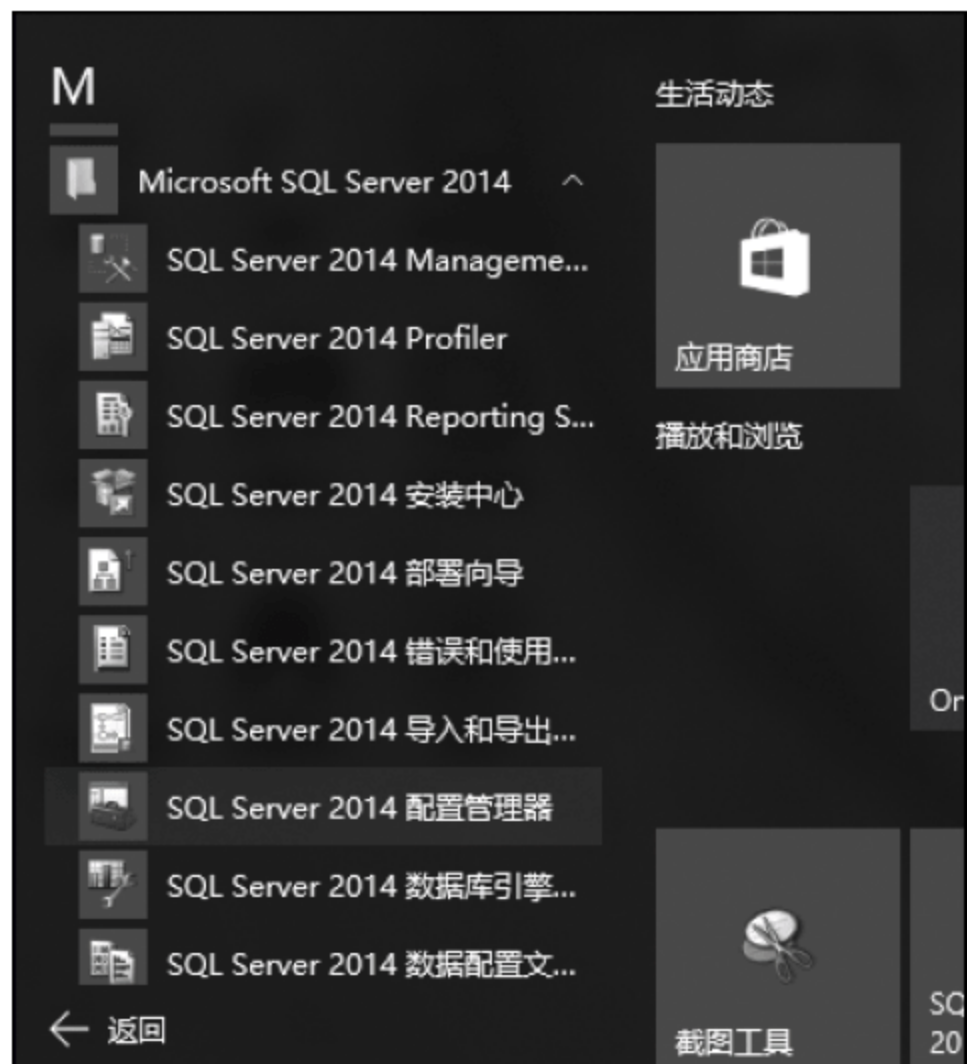 M
Microsoft SQL Server 2014
SQL Server 2014 Manageme...
SQL Server 2014 Profiler
SQL Server 2014 Reporting S...
SQL Server 2014 安装中心
SQL Server 2014 部署向导
SQL Server 2014 错误和使用...
SQL Server 2014 导入和导出...
SQL Server 2014 配置管理器
SQL Server 2014 数据库引擎...
SQL Server 2014 数据配置文...
返回
生活动态
应用商店
播放和浏览
Or
截图工具
SQ
20